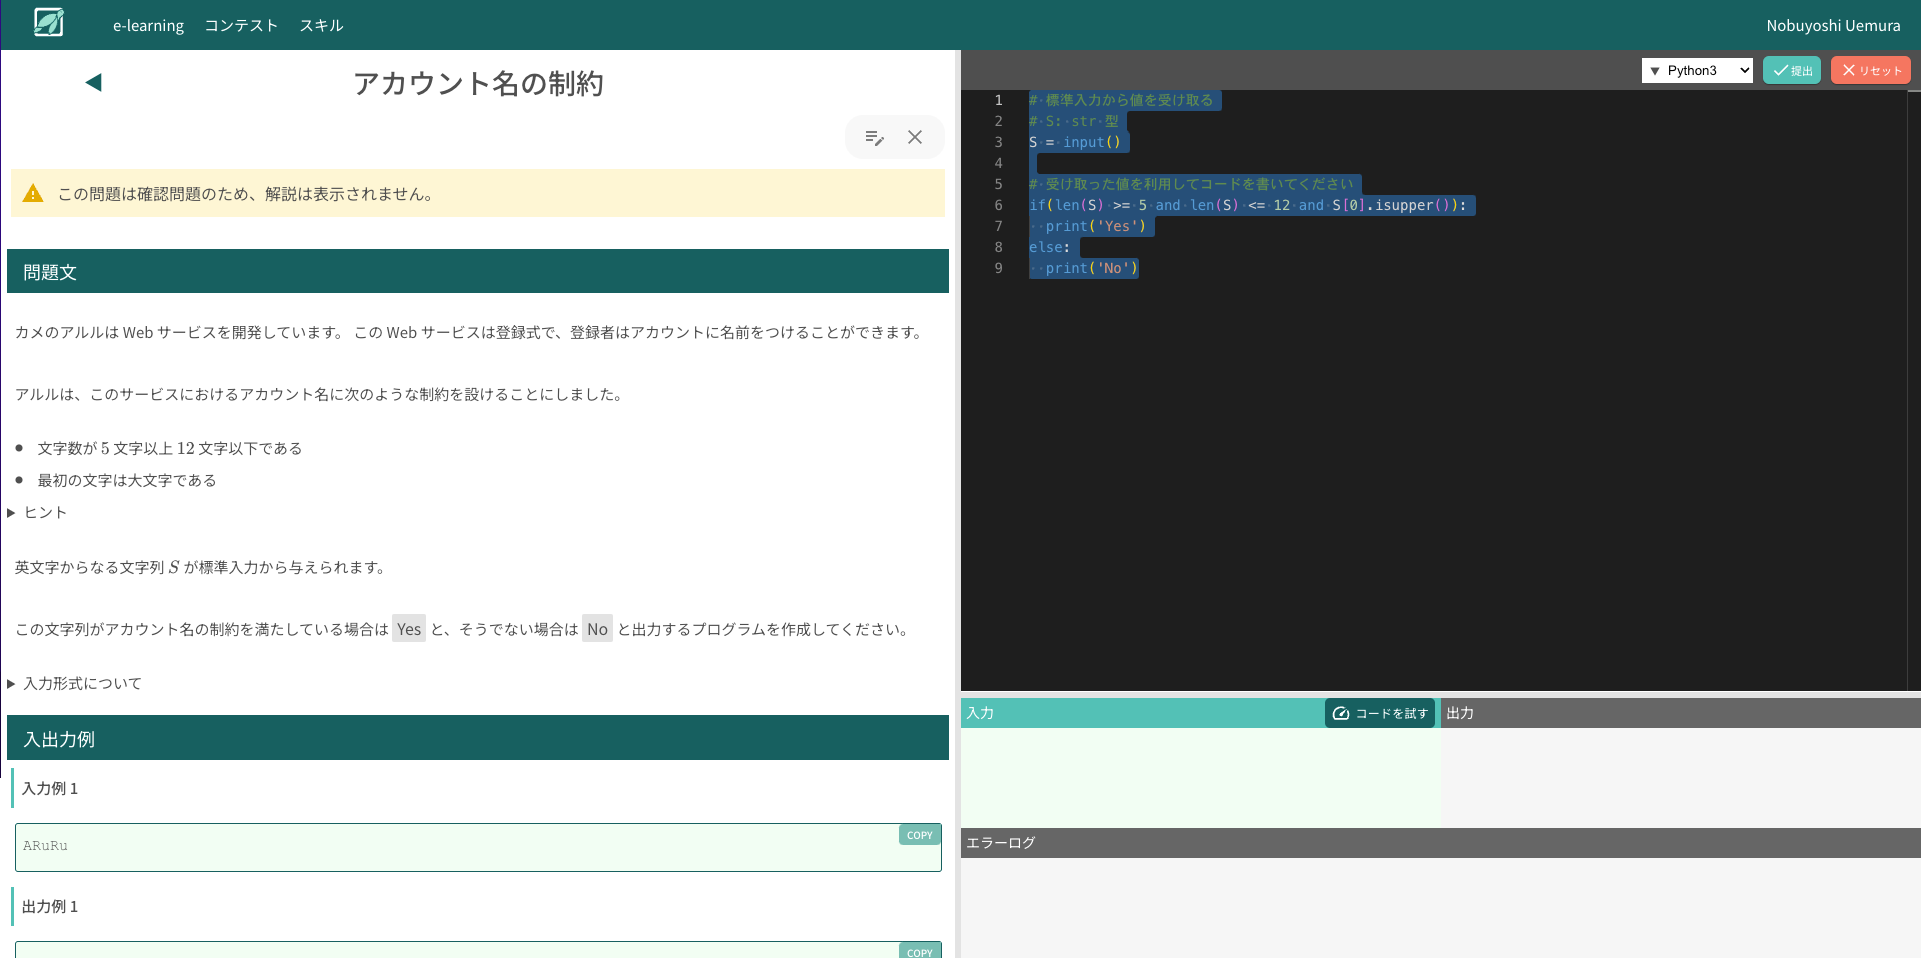 e-learning コンテスト スキル
Nobuyoshi Uemura
アカウント名の制約
この問題は確認問題のため、解説は表示されません。
問題文
カメのアルルは Web サービスを開発しています。 この Web サービスは登録式で、登録者はアカウントに名前をつけることができます。
アルルは、このサービスにおけるアカウント名に次のような制約を設けることにしました。
● 文字数が 5 文字以上 12 文字以下である
● 最初の文字は大文字である
▶ ヒント
英文字からなる文字列 S が標準入力から与えられます。
この文字列がアカウント名の制約を満たしている場合は Yes と、そうでない場合は No と出力するプログラムを作成してください。
▶ 入力形式について
入出力例
入力例 1
ARuRu
COPY
出力例 1
COPY
▼ Python3
提出
リセット
1 # 標準入力から値を受け取る
2 # S: str 型
3 S = input()
4
5 # 受け取った値を利用してコードを書いてください
6 if(len(S) >= 5 and len(S) <= 12 and S[0].isupper()):
7   print('Yes')
8 else:
9   print('No')
入力
コードを試す
出力
エラーログ